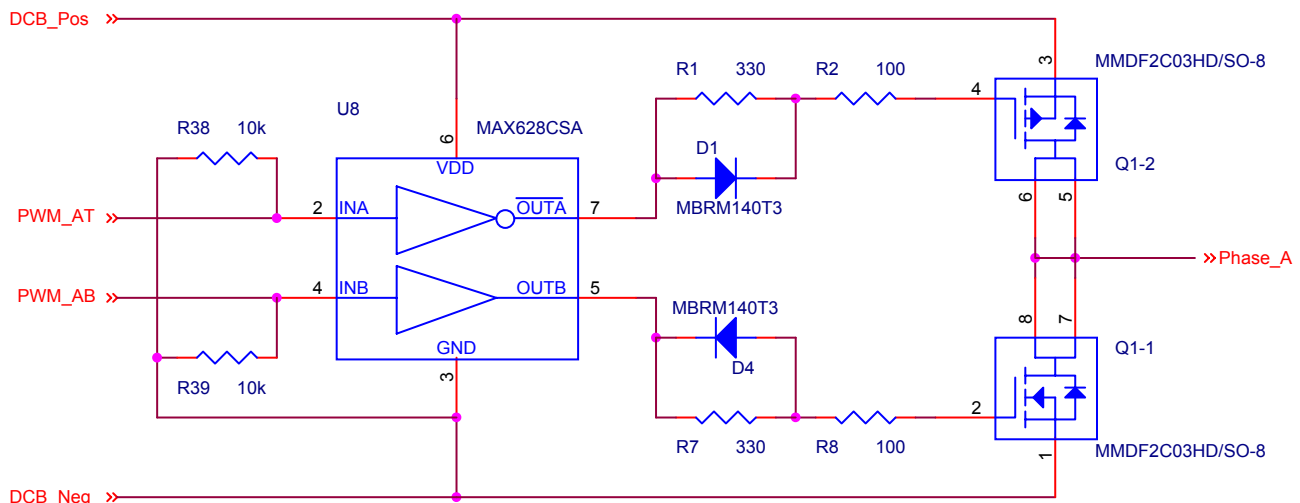 DCB_Pos
R1 330 R2 100
3
MMDF2C03HD/SO-8
4
U8
R38 10k
6
MAX628CSA
VDD
D1
Q1-2
6 5
PWM_AT
2
INA
OUTA
7
MBRM140T3
Phase_A
PWM_AB
4
INB
OUTB
5
MBRM140T3
8 7
GND
D4
Q1-1
R39 10k
3
2
R7 330 R8 100
1
MMDF2C03HD/SO-8
DCB_Neg